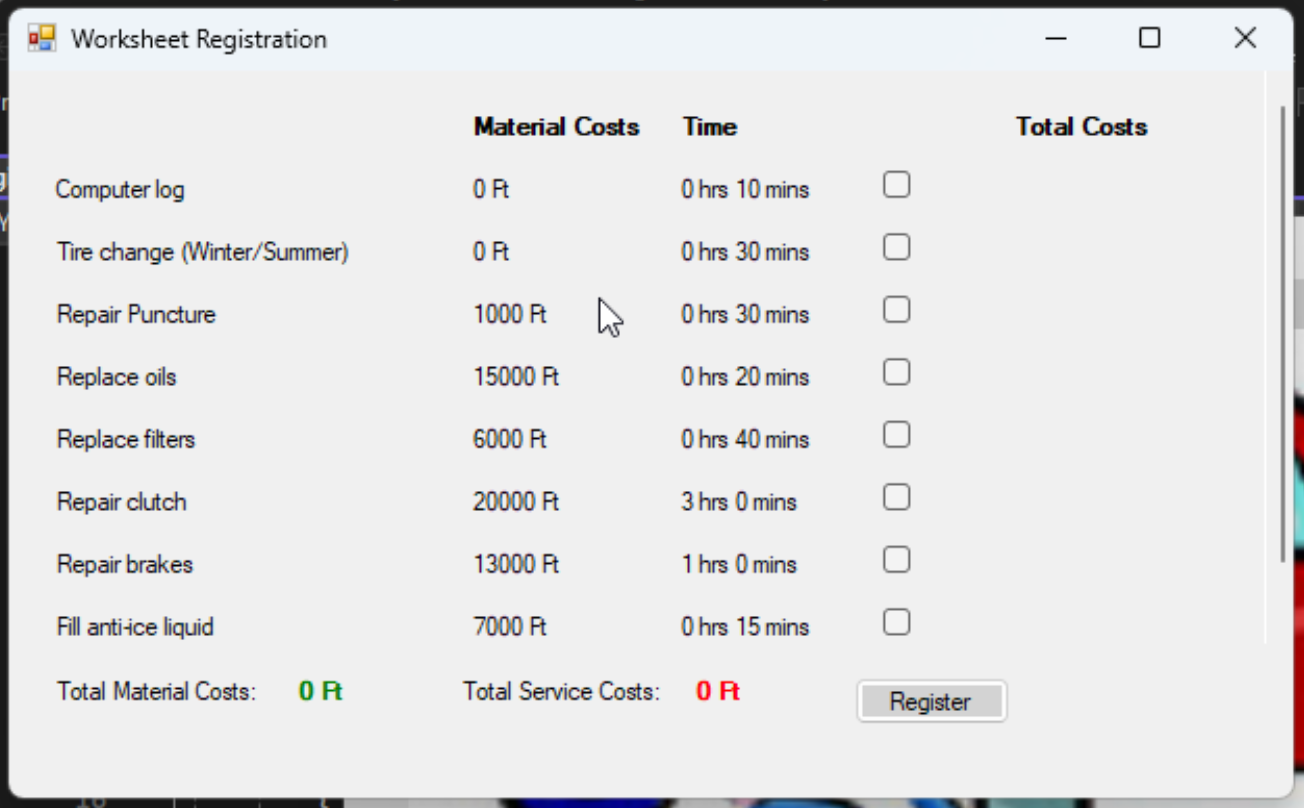 Worksheet Registration
Material Costs Time Total Costs
Computer log 0 Ft 0 hrs 10 mins
Tire change (Winter/Summer) 0 Ft 0 hrs 30 mins
Repair Puncture 1000 Ft 0 hrs 30 mins
Replace oils 15000 Ft 0 hrs 20 mins
Replace filters 6000 Ft 0 hrs 40 mins
Repair clutch 20000 Ft 3 hrs 0 mins
Repair brakes 13000 Ft 1 hrs 0 mins
Fill anti-ice liquid 7000 Ft 0 hrs 15 mins
Total Material Costs: 0 Ft Total Service Costs: 0 Ft Register